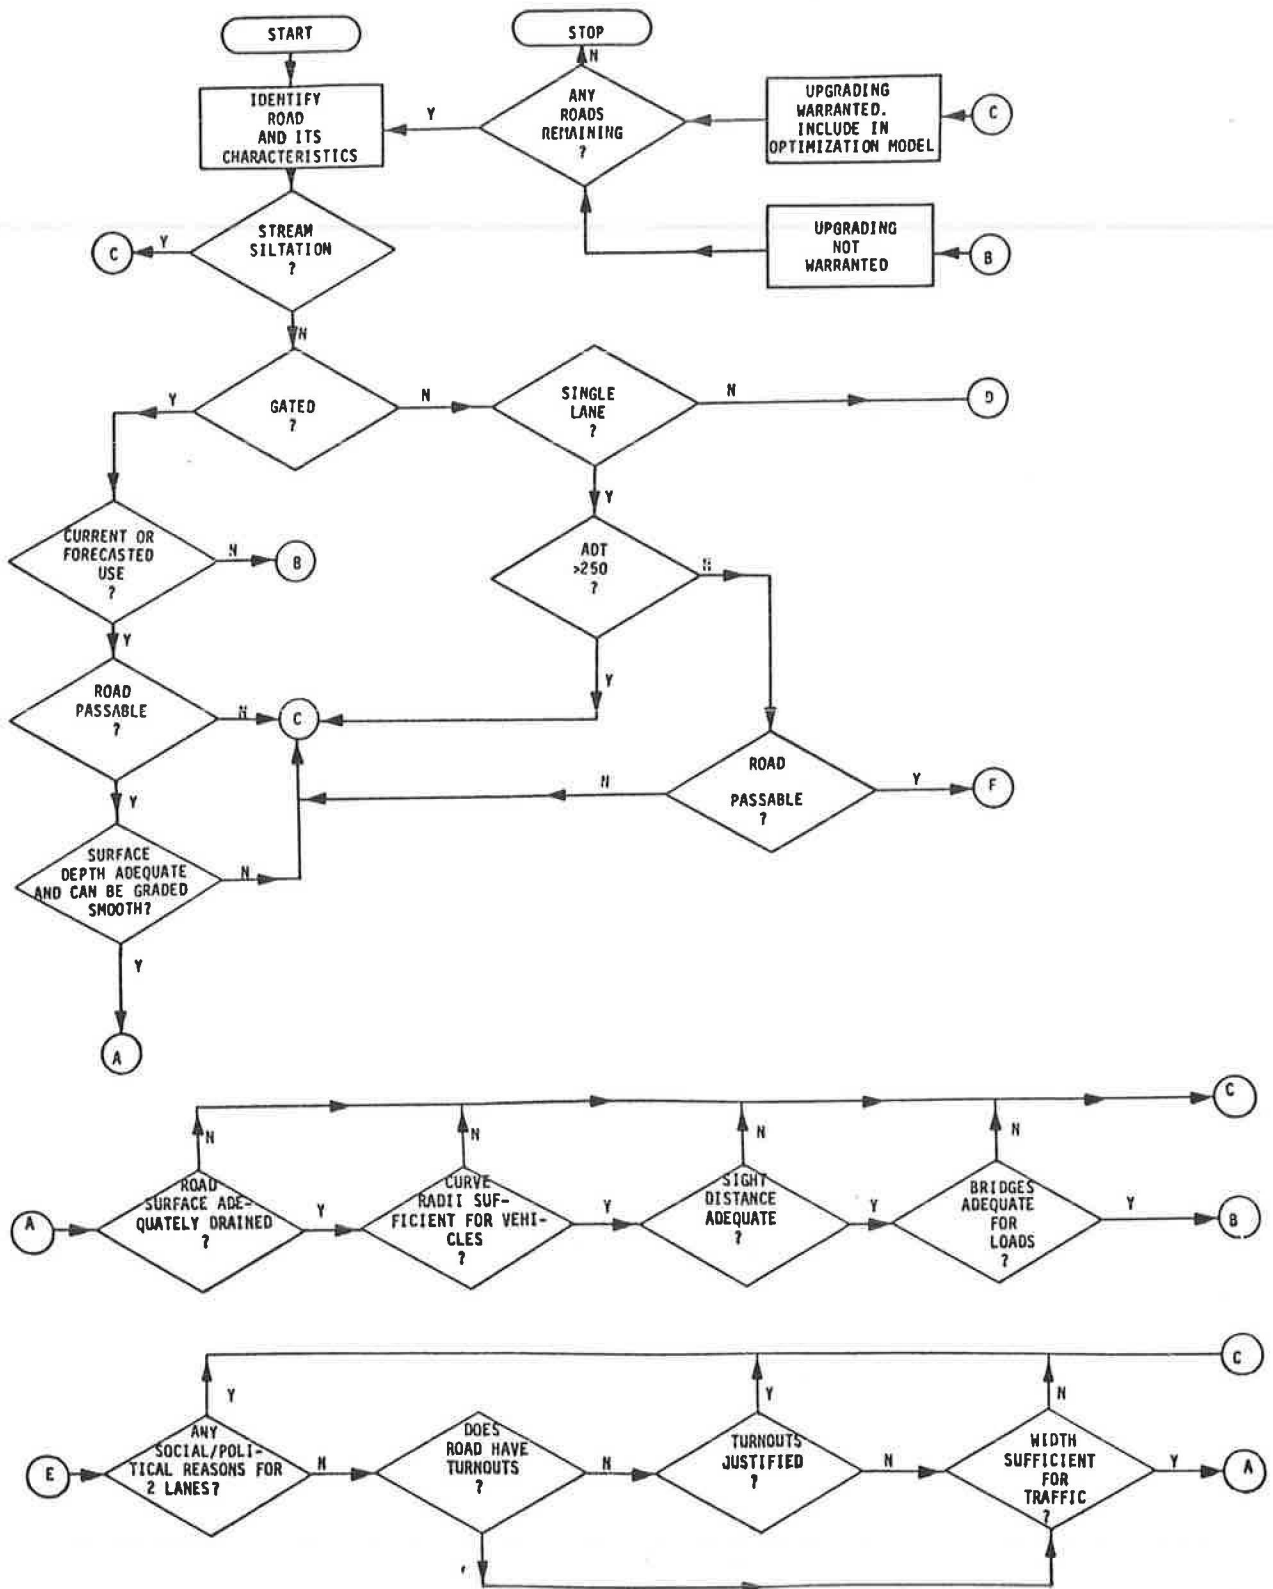 START
STOP
N
IDENTIFY
ROAD
AND ITS
CHARACTERISTICS
Y
ANY
ROADS
REMAINING
?
UPGRADING
WARRANTED.
INCLUDE IN
OPTIMIZATION MODEL
C
STREAM
SILTATION
?
Y
C
UPGRADING
NOT
WARRANTED
B
N
GATED
?
Y
N
SINGLE
LANE
?
N
D
Y
CURRENT OR
FORECASTED
USE
?
N
B
ADT
>250
?
N
Y
Y
ROAD
PASSABLE
?
N
C
ROAD
PASSABLE
?
N
Y
F
Y
SURFACE
DEPTH ADEQUATE
AND CAN BE GRADED
SMOOTH?
N
Y
A
C
N
N
N
N
A
ROAD
SURFACE ADE-
QUATELY DRAINED
?
Y
CURVE
RADII SUF-
FICIENT FOR VEHI-
CLES
?
Y
SIGHT
DISTANCE
ADEQUATE
?
Y
BRIDGES
ADEQUATE
FOR
LOADS
?
Y
B
C
Y
Y
N
E
ANY
SOCIAL/POLI-
TICAL REASONS FOR
2 LANES?
N
DOES
ROAD HAVE
TURNOUTS
?
N
TURNOUTS
JUSTIFIED
?
N
WIDTH
SUFFICIENT
FOR
TRAFFIC
?
Y
A